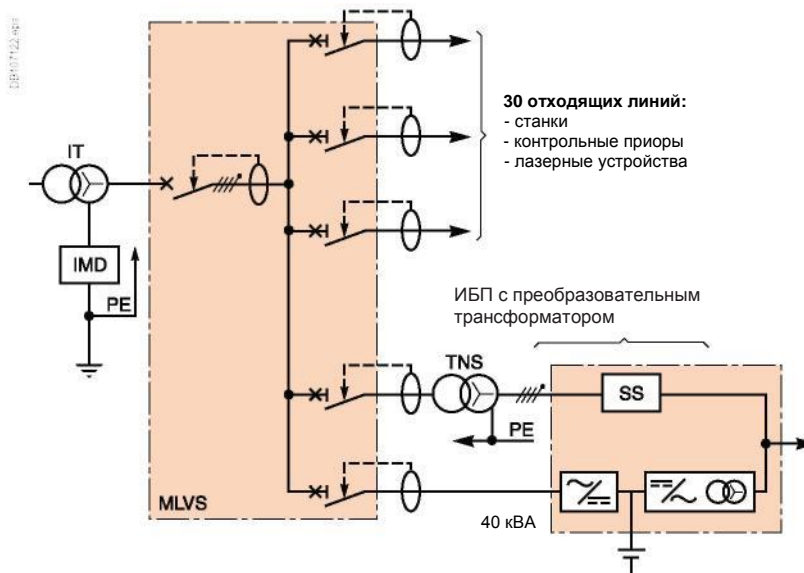 DB107122.eps
IT
IMD
PE
MLVS
30 отходящих линий:
- станки
- контрольные приоры
- лазерные устройства
ИБП с преобразовательным
трансформатором
TNS
PE
SS
40 кВА